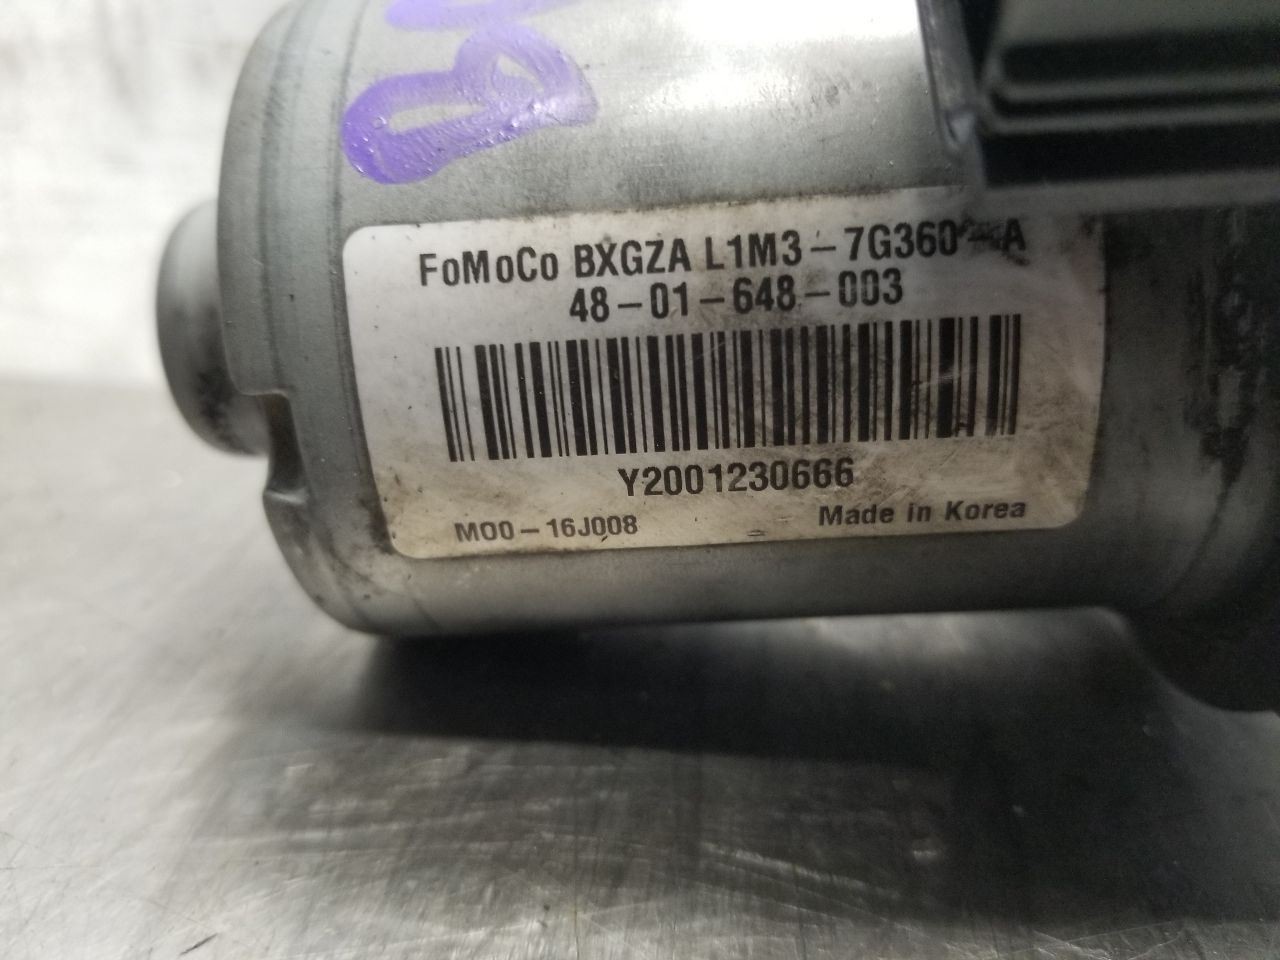 FoMoCo BXGZA L1M3-7G360-A
48-01-648-003
Y2001230666
M00-16J008 Made in Korea